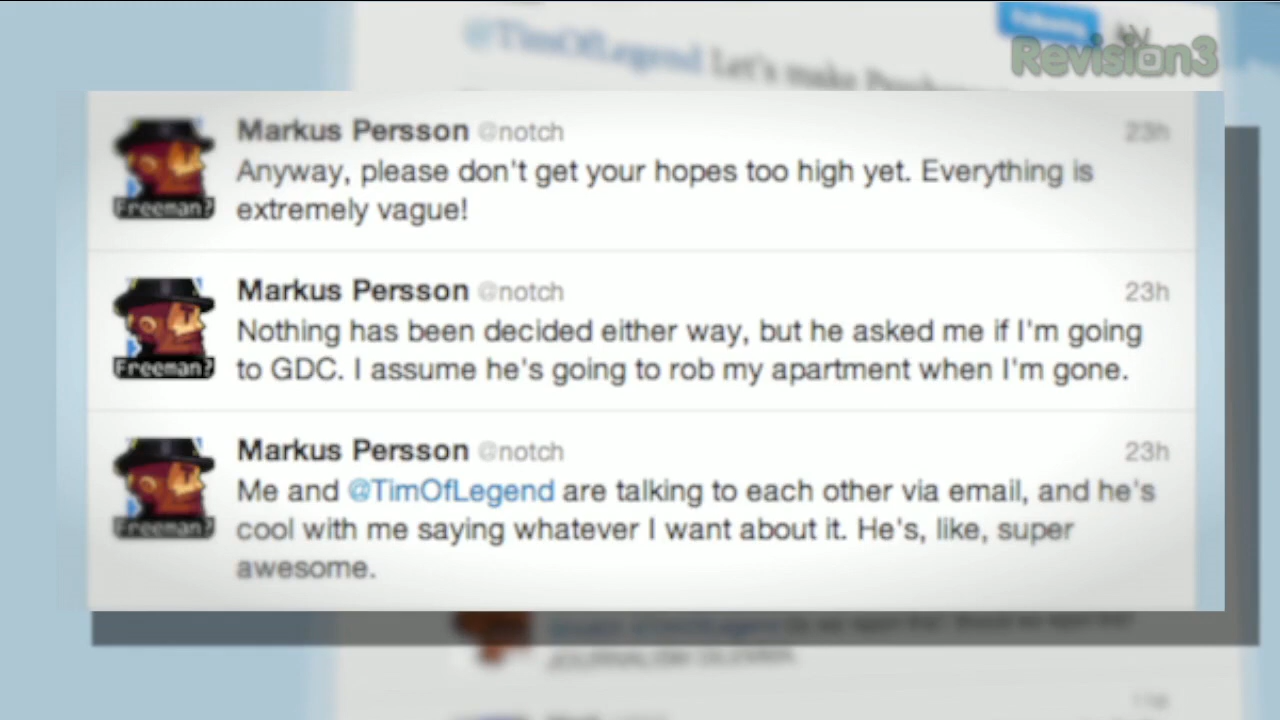 Following
@TimOfLegend Let's make
Revision3
Markus Persson @notch 23h
Anyway, please don't get your hopes too high yet. Everything is
extremely vague!
Freeman?
Markus Persson @notch 23h
Nothing has been decided either way, but he asked me if I'm going
to GDC. I assume he's going to rob my apartment when I'm gone.
Freeman?
Markus Persson @notch 23h
Me and @TimOfLegend are talking to each other via email, and he's
cool with me saying whatever I want about it. He's, like, super
awesome.
Freeman?